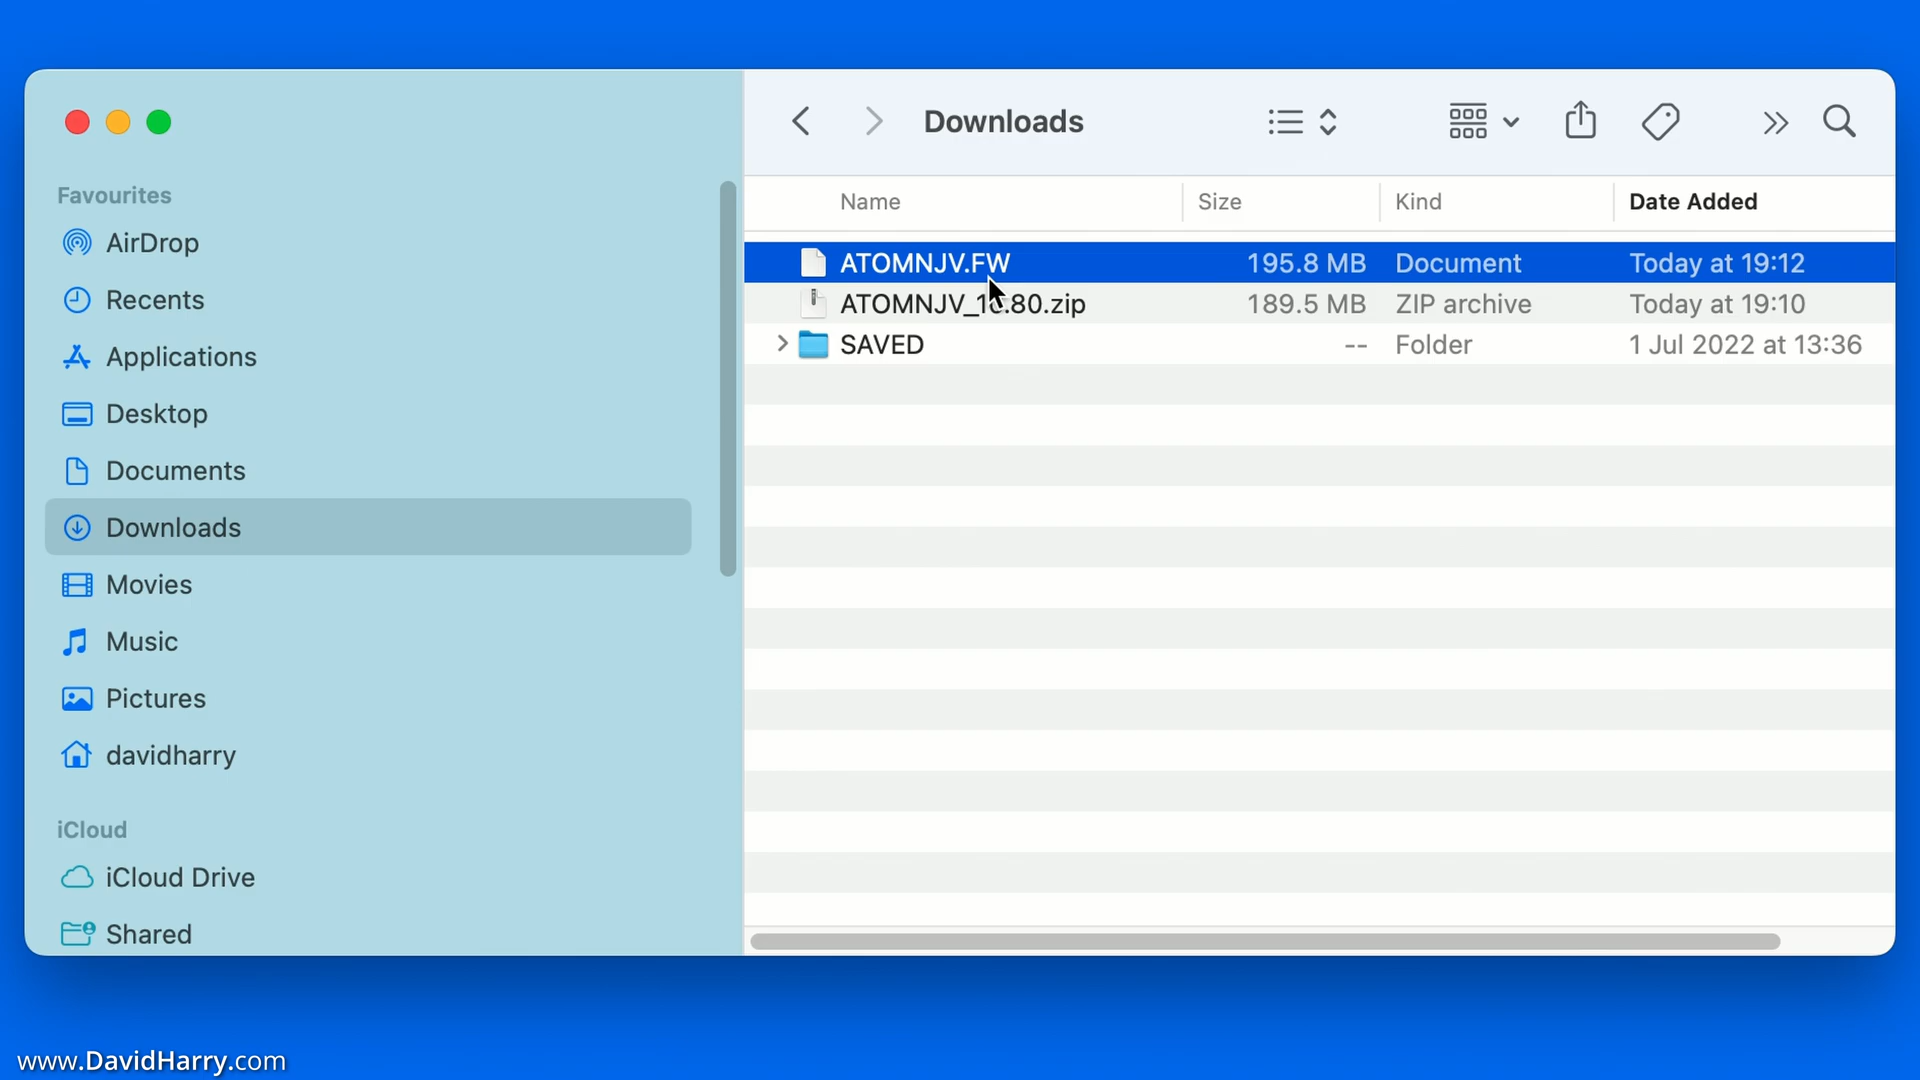 Downloads
Favourites
AirDrop
Recents
Applications
Desktop
Documents
Downloads
Movies
Music
Pictures
davidharry
iCloud
iCloud Drive
Shared
Name Size Kind Date Added
ATOMNJV.FW 195.8 MB Document Today at 19:12
189.5 MB ZIP archive Today at 19:10
SAVED -- Folder 1 Jul 2022 at 13:36
www.DavidHarry.com